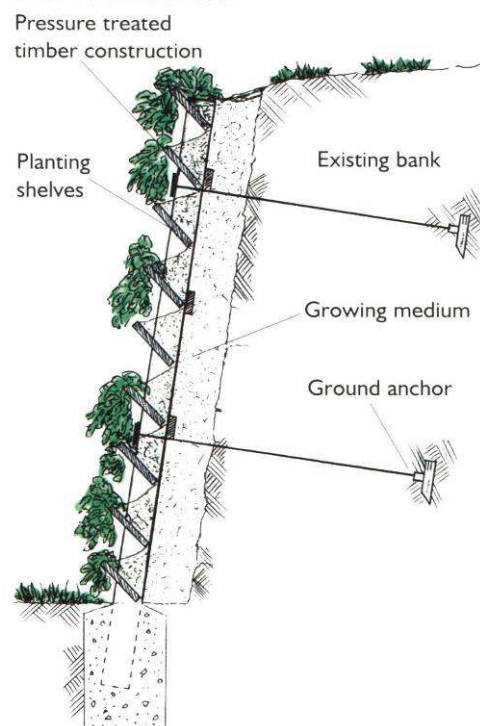 Pressure treated
timber construction
Planting
shelves
Existing bank
Growing medium
Ground anchor